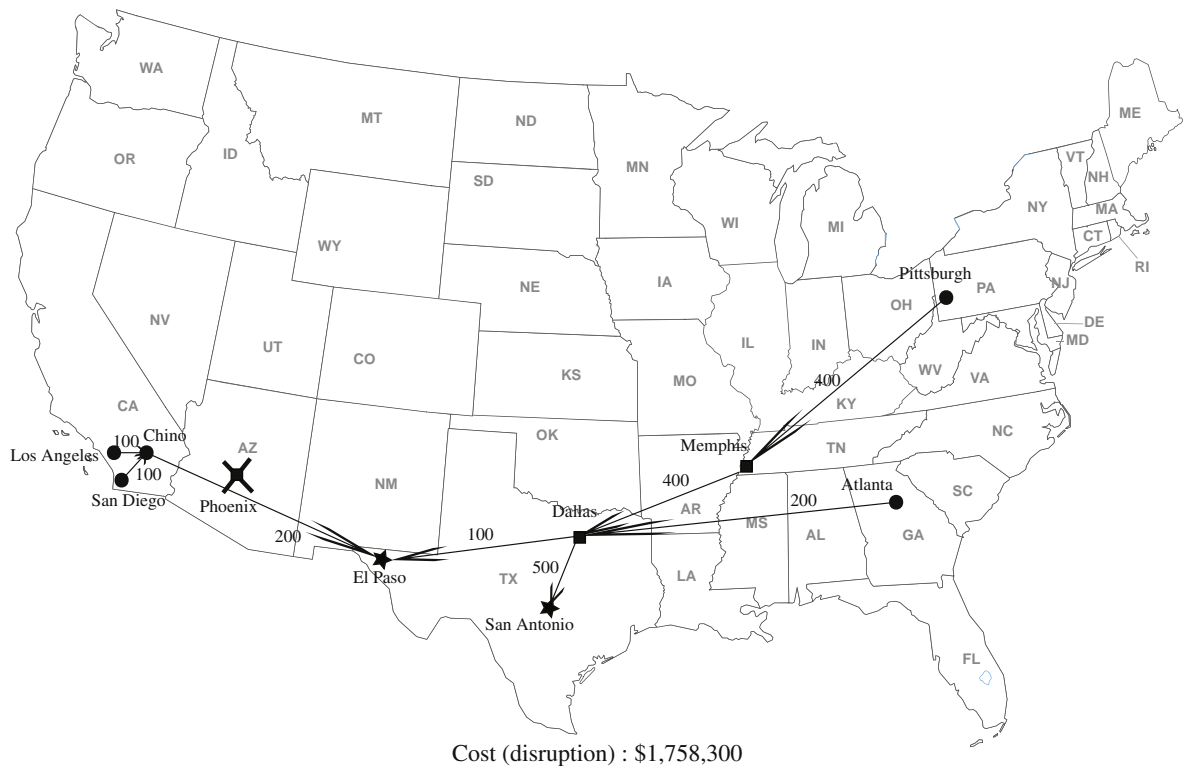 WA
MT
ND
ME
OR
ID
MN
VT
NH
SD
WI
MI
NY
MA
WY
CT
RI
NE
IA
Pittsburgh
PA
NJ
OH
NV
UT
CO
IL
IN
DE
MD
KS
MO
WV
VA
400
KY
CA
AZ
OK
Los Angeles
100
Chino
Memphis
TN
NC
100
San Diego
NM
400
Atlanta
SC
Phoenix
AR
MS
200
Dallas
AL
GA
200
100
El Paso
TX
500
LA
San Antonio
FL
Cost (disruption) : $1,758,300